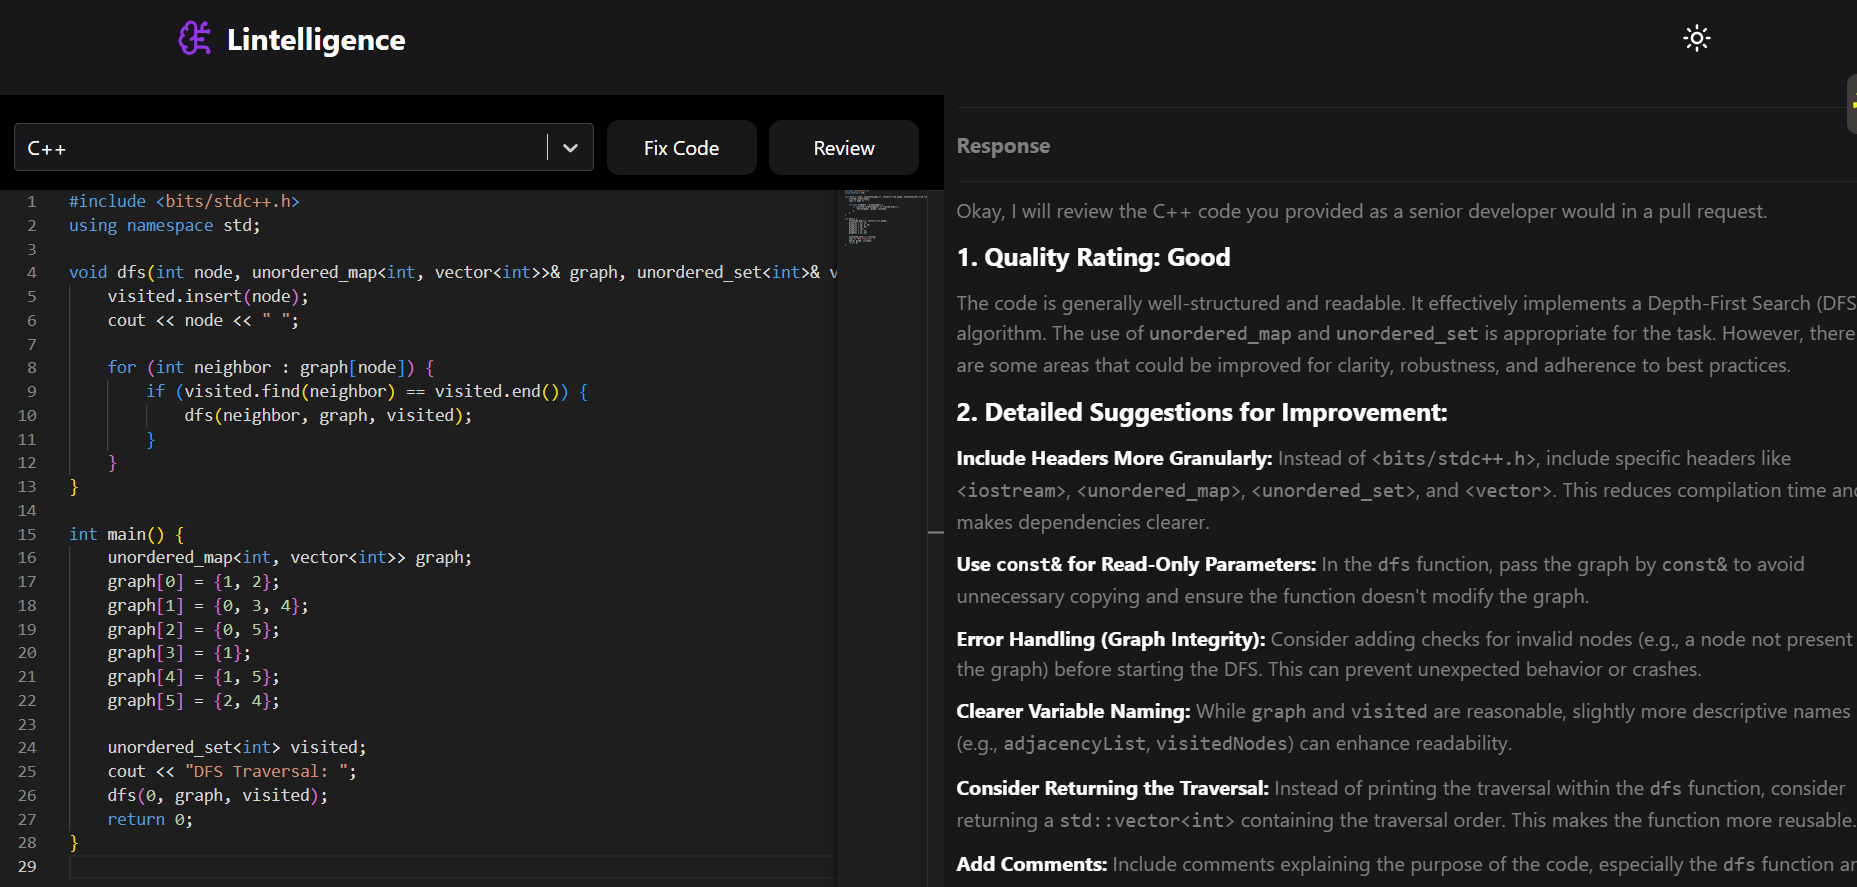 Lintelligence
C++
Fix Code
Review
1 #include <bits/stdc++.h>
2 using namespace std;
3
4 void dfs(int node, unordered_map<int, vector<int>>& graph, unordered_set<int>& v
5 visited.insert(node);
6 cout << node << " ";
7
8 for (int neighbor : graph[node]) {
9 if (visited.find(neighbor) == visited.end()) {
10 dfs(neighbor, graph, visited);
11 }
12 }
13 }
14
15 int main() {
16 unordered_map<int, vector<int>> graph;
17 graph[0] = {1, 2};
18 graph[1] = {0, 3, 4};
19 graph[2] = {0, 5};
20 graph[3] = {1};
21 graph[4] = {1, 5};
22 graph[5] = {2, 4};
23
24 unordered_set<int> visited;
25 cout << "DFS Traversal: ";
26 dfs(0, graph, visited);
27 return 0;
28 }
29
Response
Okay, I will review the C++ code you provided as a senior developer would in a pull request.
1. Quality Rating: Good
The code is generally well-structured and readable. It effectively implements a Depth-First Search (DFS
algorithm. The use of unordered_map and unordered_set is appropriate for the task. However, there
are some areas that could be improved for clarity, robustness, and adherence to best practices.
2. Detailed Suggestions for Improvement:
Include Headers More Granularly: Instead of <bits/stdc++.h>, include specific headers like
<iostream>, <unordered_map>, <unordered_set>, and <vector>. This reduces compilation time and
makes dependencies clearer.
Use const& for Read-Only Parameters: In the dfs function, pass the graph by const& to avoid
unnecessary copying and ensure the function doesn't modify the graph.
Error Handling (Graph Integrity): Consider adding checks for invalid nodes (e.g., a node not present
the graph) before starting the DFS. This can prevent unexpected behavior or crashes.
Clearer Variable Naming: While graph and visited are reasonable, slightly more descriptive names
(e.g., adjacencyList, visitedNodes) can enhance readability.
Consider Returning the Traversal: Instead of printing the traversal within the dfs function, consider
returning a std::vector<int> containing the traversal order. This makes the function more reusable.
Add Comments: Include comments explaining the purpose of the code, especially the dfs function